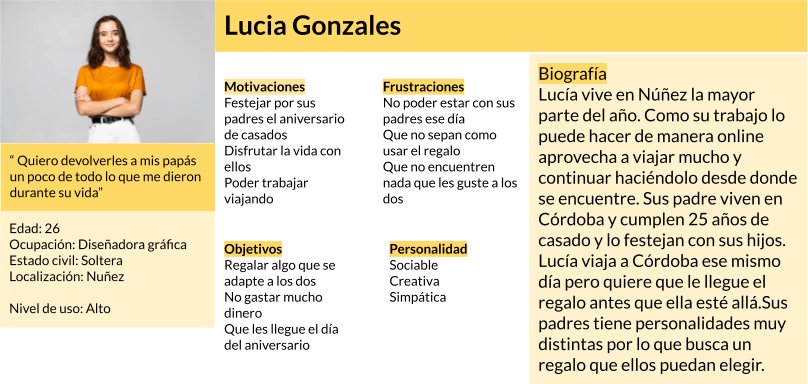 Lucia Gonzales
“ Quiero devolverles a mis papás
un poco de todo lo que me dieron
durante su vida”
Edad: 26
Ocupación: Diseñadora gráfica
Estado civil: Soltera
Localización: Nuñez
Nivel de uso: Alto
Motivaciones
Festejar por sus
padres el aniversario
de casados
Disfrutar la vida con
ellos
Poder trabajar
viajando
Frustraciones
No poder estar con sus
padres ese día
Que no sepan como
usar el regalo
Que no encuentren
nada que les guste a los
dos
Objetivos
Regalar algo que se
adapte a los dos
No gastar mucho
dinero
Que les llegue el día
del aniversario
Personalidad
Sociable
Creativa
Simpática
Biografía
Lucía vive en Núñez la mayor
parte del año. Como su trabajo lo
puede hacer de manera online
aprovecha a viajar mucho y
continuar haciéndolo desde donde
se encuentre. Sus padre viven en
Córdoba y cumplen 25 años de
casado y lo festejan con sus hijos.
Lucía viaja a Córdoba ese mismo
día pero quiere que le llegue el
regalo antes que ella esté allá.Sus
padres tiene personalidades muy
distintas por lo que busca un
regalo que ellos puedan elegir.